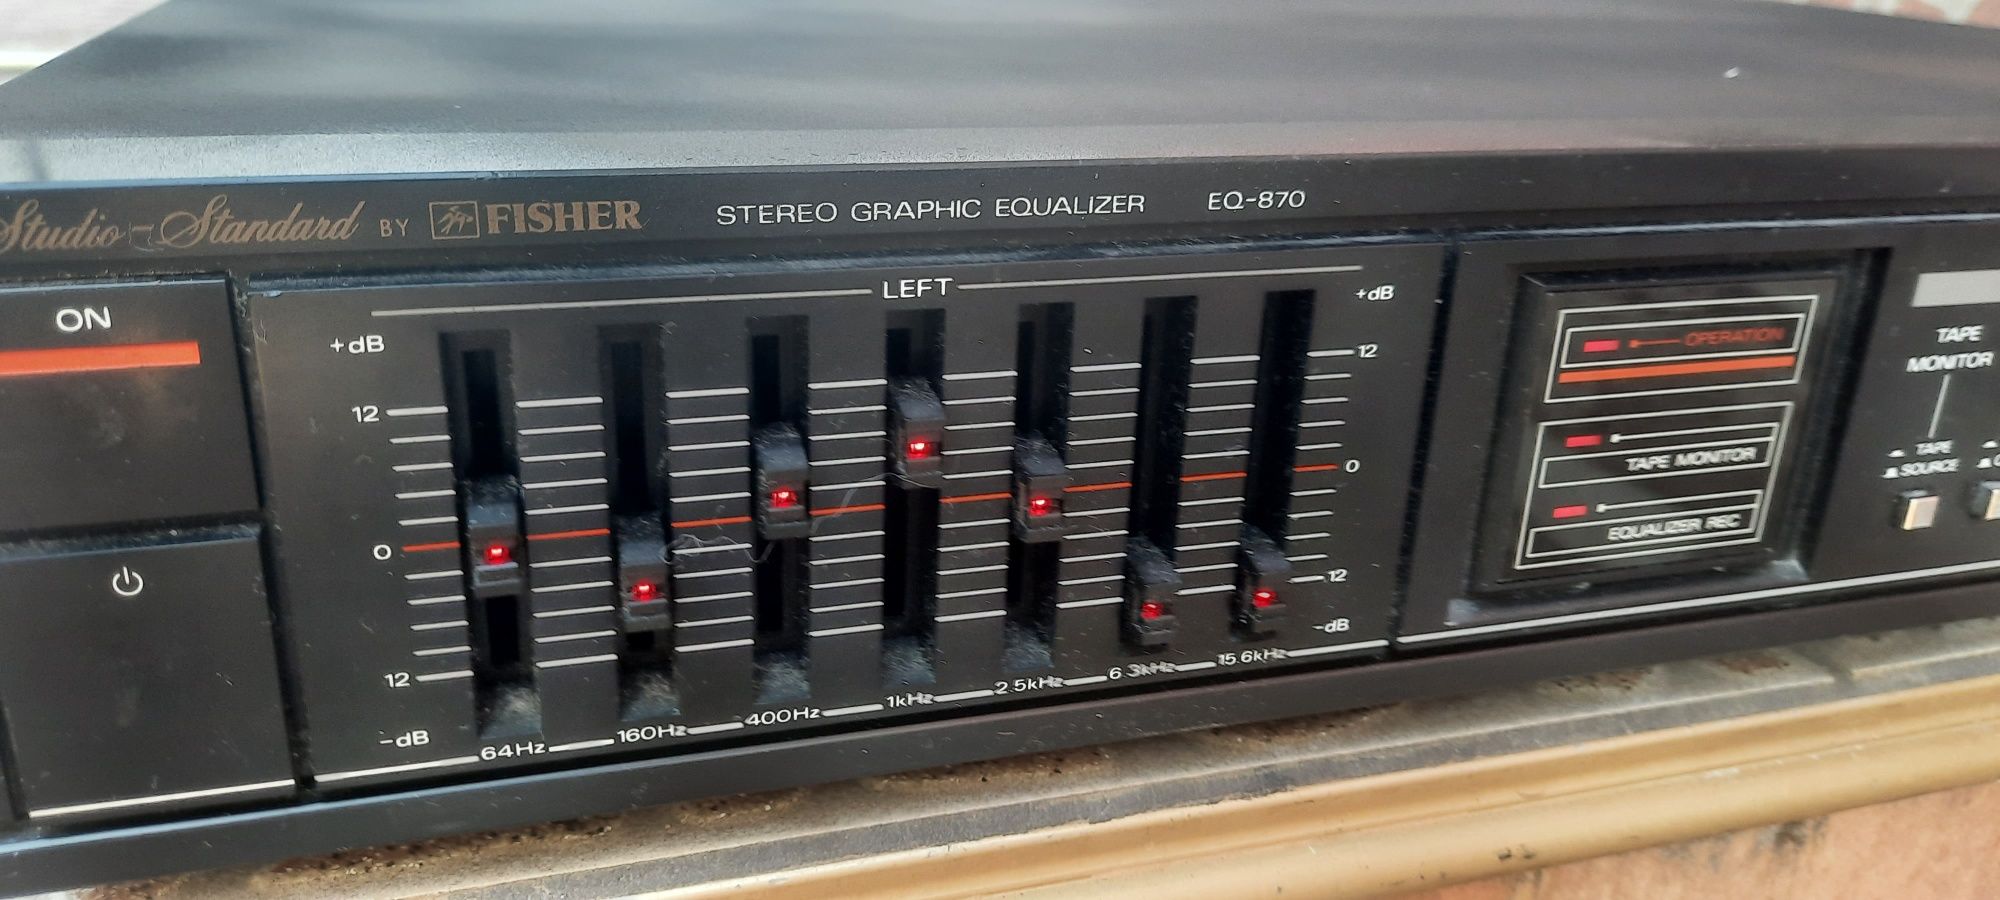 Studio-Standard BY FISHER STEREO GRAPHIC EQUALIZER EQ-870
ON
LEFT
+dB
+dB
12
12
0
0
12
12
-dB
-dB
64Hz 160Hz 400Hz 1kHz 2.5kHz 6.3kHz 15.6kHz
OPERATION
TAPE MONITOR
EQUALIZER REC
TAPE
MONITOR
TAPE
SOURCE